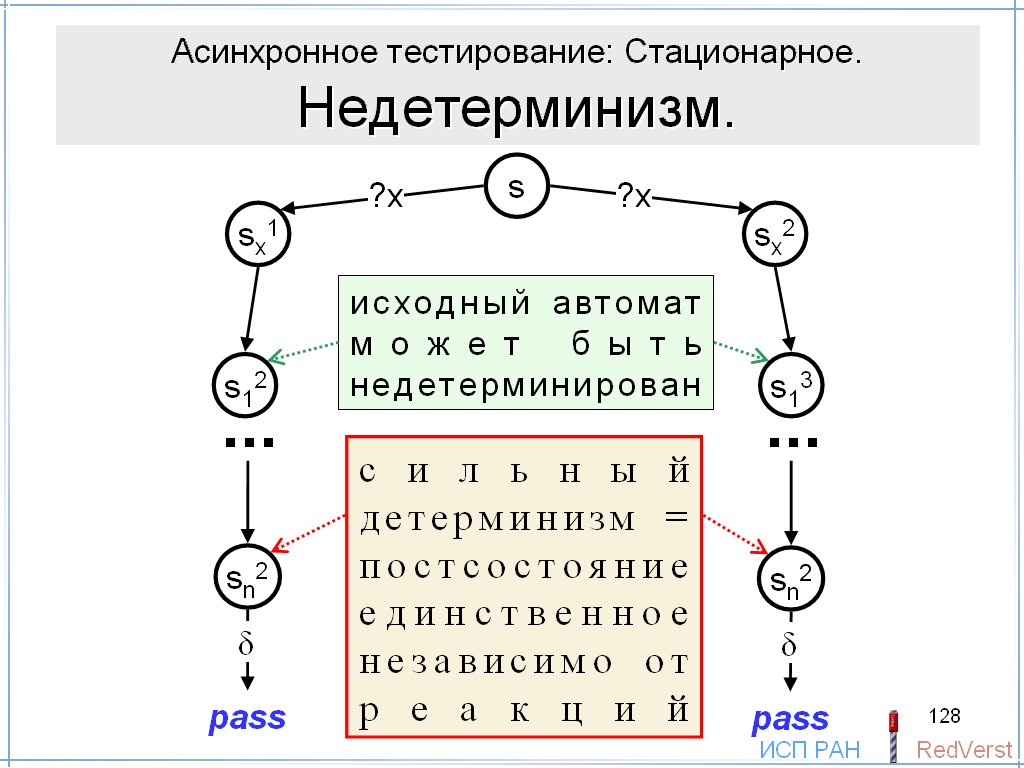 Асинхронное тестирование: Стационарное.
Недетерминизм.
s
?x ?x
sx1 sx2
исходный автомат
может быть
недетерминирован
s12 s13
... ...
сильный
детерминизм =
постсостояние
единственное
независимо от
реакций
sn2 sn2
δ δ
pass pass
128
ИСП РАН RedVerst